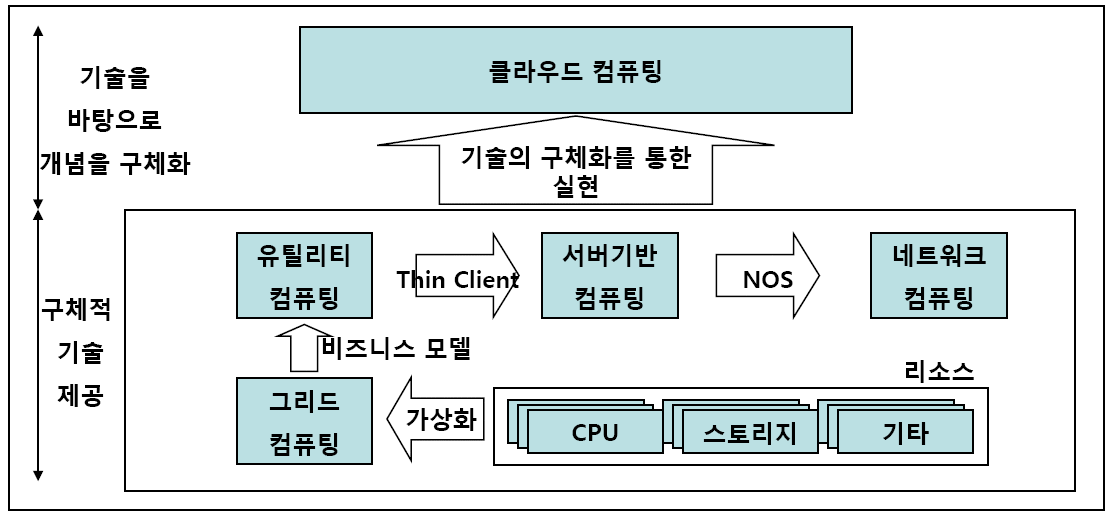 클라우드 컴퓨팅
기술을
바탕으로
개념을 구체화
기술의 구체화를 통한
실현
유틸리티
컴퓨팅
Thin Client
서버기반
컴퓨팅
NOS
네트워크
컴퓨팅
구체적
기술
제공
비즈니스 모델
리소스
그리드
컴퓨팅
가상화
CPU
스토리지
기타